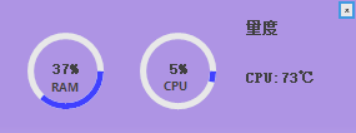 量度
37%
RAM
5%
CPU
CPU: 73℃